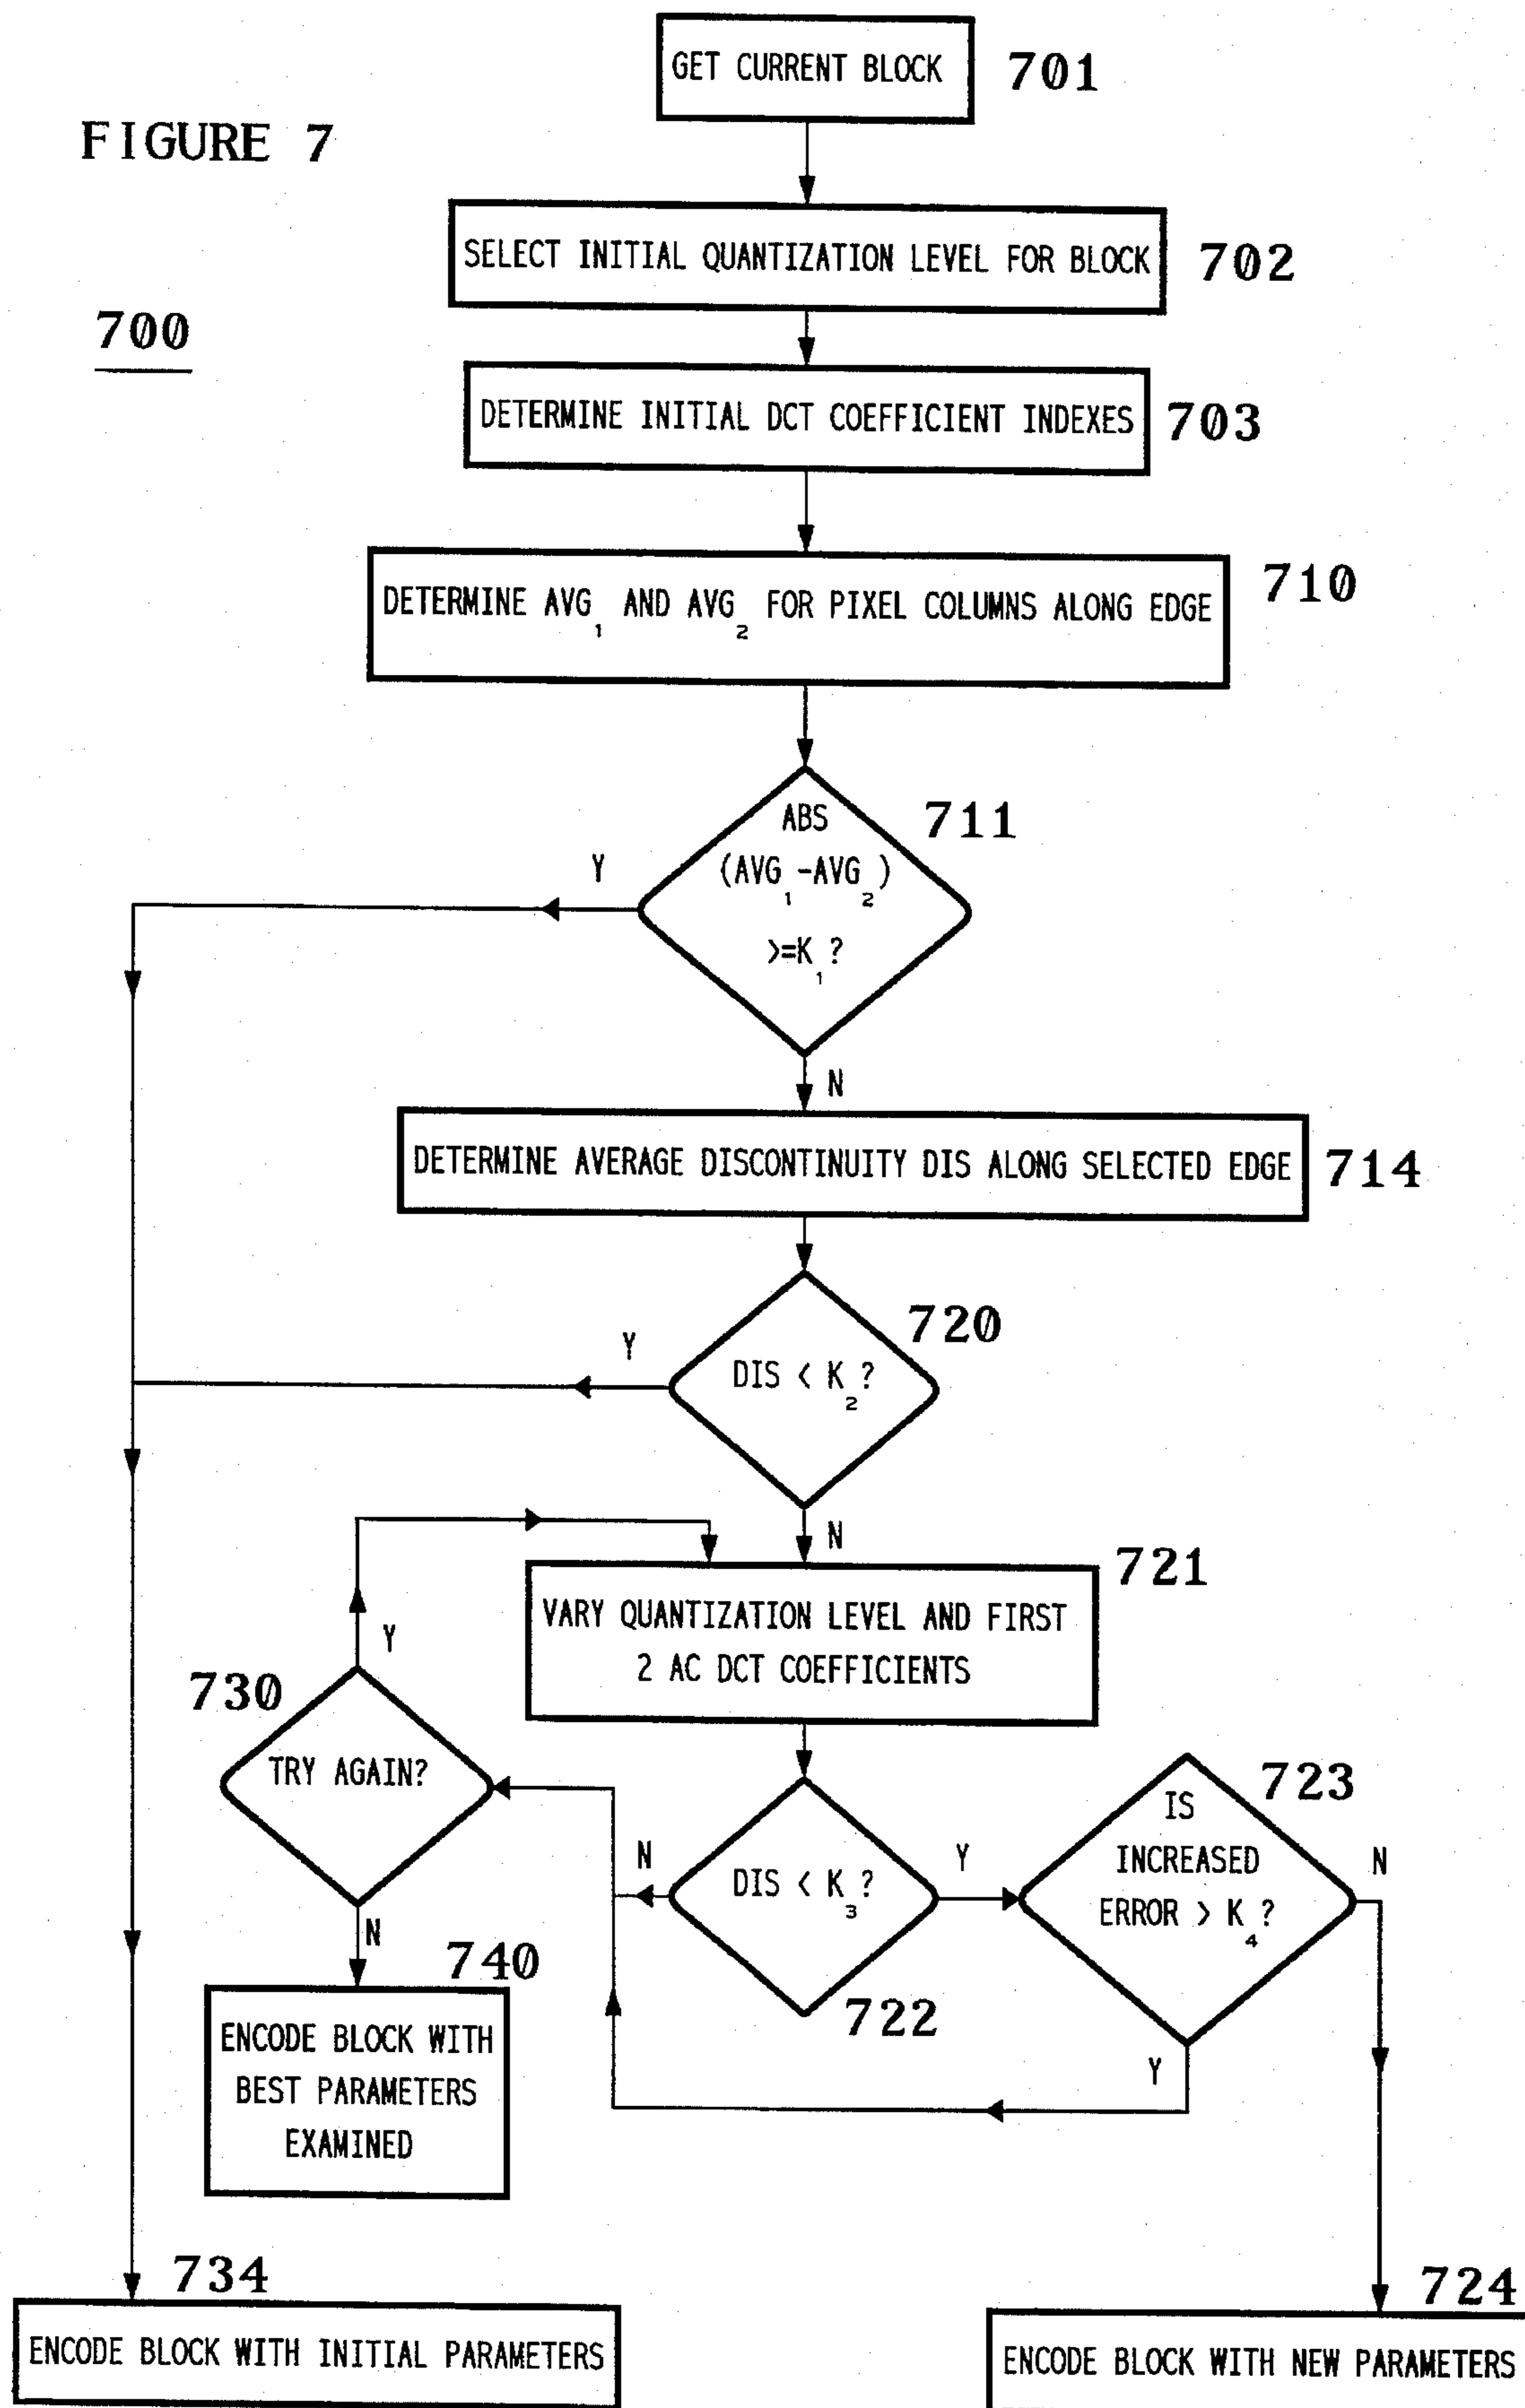 GET CURRENT BLOCK
701
FIGURE 7
SELECT INITIAL QUANTIZATION LEVEL FOR BLOCK
702
700
DETERMINE INITIAL DCT COEFFICIENT INDEXES
703
DETERMINE AVG1 AND AVG2 FOR PIXEL COLUMNS ALONG EDGE
710
ABS
(AVG1-AVG2)
>=K1?
711
Y
N
DETERMINE AVERAGE DISCONTINUITY DIS ALONG SELECTED EDGE
714
DIS < K2?
720
Y
N
VARY QUANTIZATION LEVEL AND FIRST
2 AC DCT COEFFICIENTS
721
Y
730
TRY AGAIN?
N
DIS < K3?
722
N
Y
IS
INCREASED
ERROR > K4?
723
N
Y
740
ENCODE BLOCK WITH
BEST PARAMETERS
EXAMINED
734
ENCODE BLOCK WITH INITIAL PARAMETERS
724
ENCODE BLOCK WITH NEW PARAMETERS